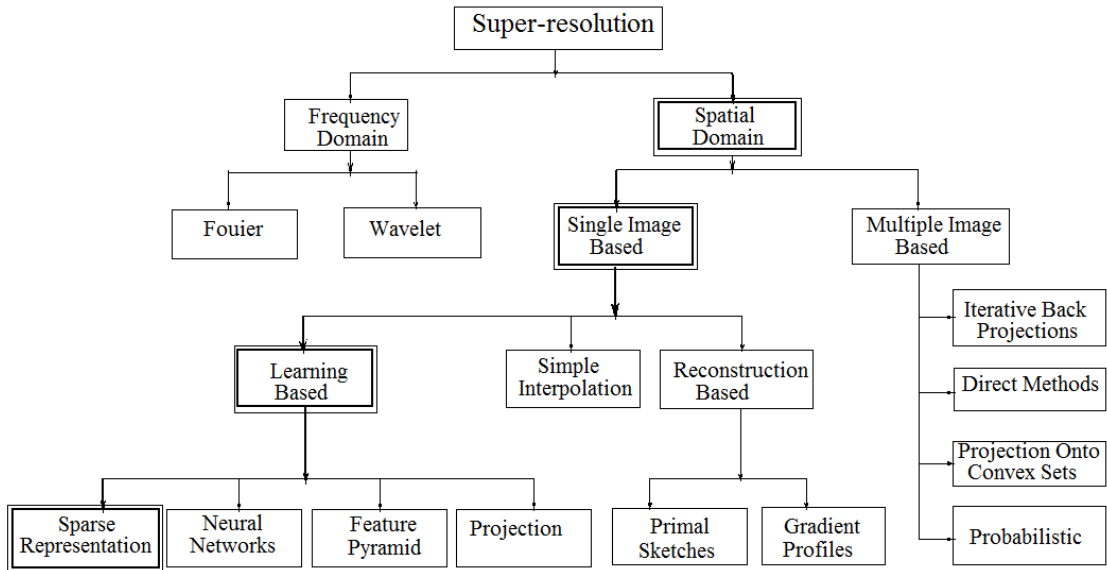 Super-resolution
Frequency
Domain
Spatial
Domain
Fouier
Wavelet
Single Image
Based
Multiple Image
Based
Iterative Back
Projections
Direct Methods
Projection Onto
Convex Sets
Probabilistic
Learning
Based
Simple
Interpolation
Reconstruction
Based
Sparse
Representation
Neural
Networks
Feature
Pyramid
Projection
Primal
Sketches
Gradient
Profiles